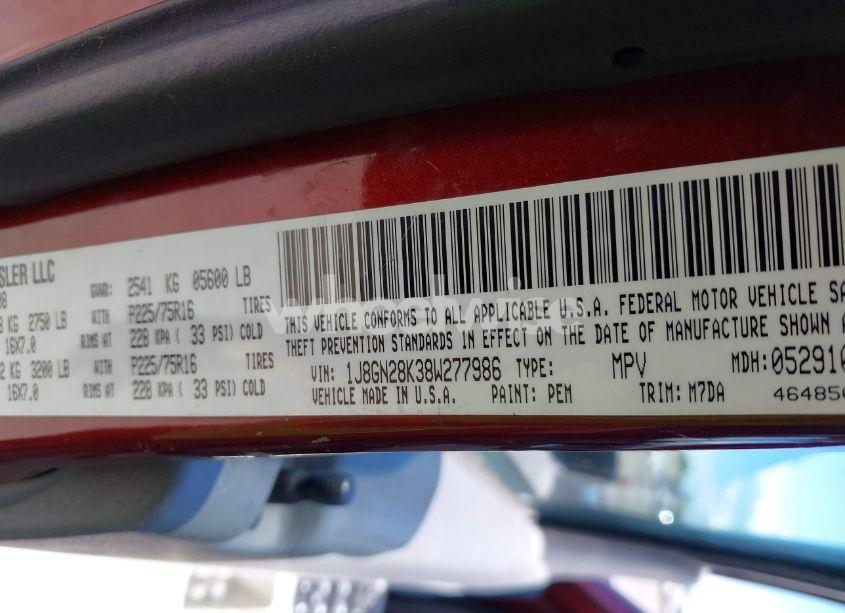 SLER LLC
GVWR: 2541 KG 05600 LB
KG 2750 LB WITH P225/75R16 TIRES
16X7.0 RIMS AT 228 KPA ( 33 PSI) COLD
KG 3200 LB WITH P225/75R16 TIRES
16X7.0 RIMS AT 228 KPA ( 33 PSI) COLD
THIS VEHICLE CONFORMS TO ALL APPLICABLE U.S.A. FEDERAL MOTOR VEHICLE SA
THEFT PREVENTION STANDARDS IN EFFECT ON THE DATE OF MANUFACTURE SHOWN A
VIN: 1J8GN28K38W277986 TYPE: MPV MDH: 052910
VEHICLE MADE IN U.S.A. PAINT: PEM TRIM: M7DA 46485